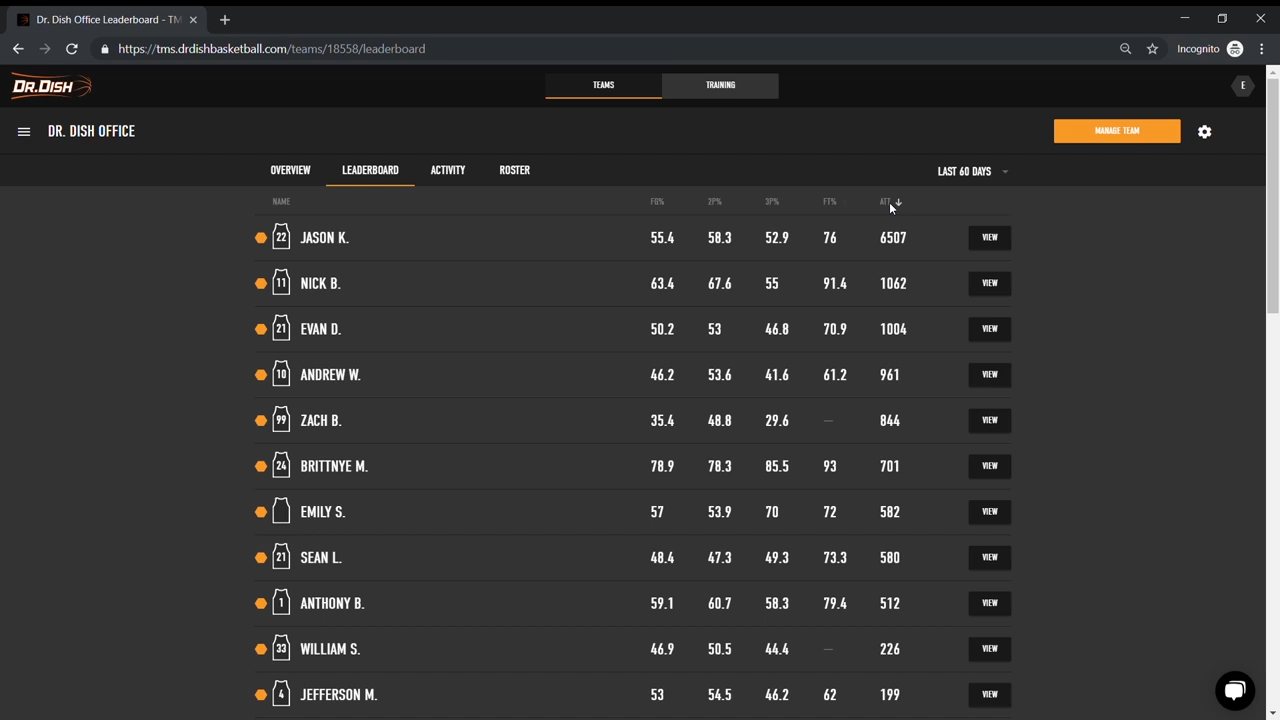 Dr. Dish Office Leaderboard - TM
https://tms.drdishbasketball.com/teams/18558/leaderboard
Incognito
DR.DISH
TEAMS TRAINING
E
DR. DISH OFFICE
MANAGE TEAM
OVERVIEW LEADERBOARD ACTIVITY ROSTER
LAST 60 DAYS
NAME FG% 2P% 3P% FT% ATT
22 JASON K. 55.4 58.3 52.9 76 6507 VIEW
11 NICK B. 63.4 67.6 55 91.4 1062 VIEW
21 EVAN D. 50.2 53 46.8 70.9 1004 VIEW
10 ANDREW W. 46.2 53.6 41.6 61.2 961 VIEW
99 ZACH B. 35.4 48.8 29.6 — 844 VIEW
24 BRITTNYE M. 78.9 78.3 85.5 93 701 VIEW
EMILY S. 57 53.9 70 72 582 VIEW
21 SEAN L. 48.4 47.3 49.3 73.3 580 VIEW
1 ANTHONY B. 59.1 60.7 58.3 79.4 512 VIEW
33 WILLIAM S. 46.9 50.5 44.4 — 226 VIEW
4 JEFFERSON M. 53 54.5 46.2 62 199 VIEW